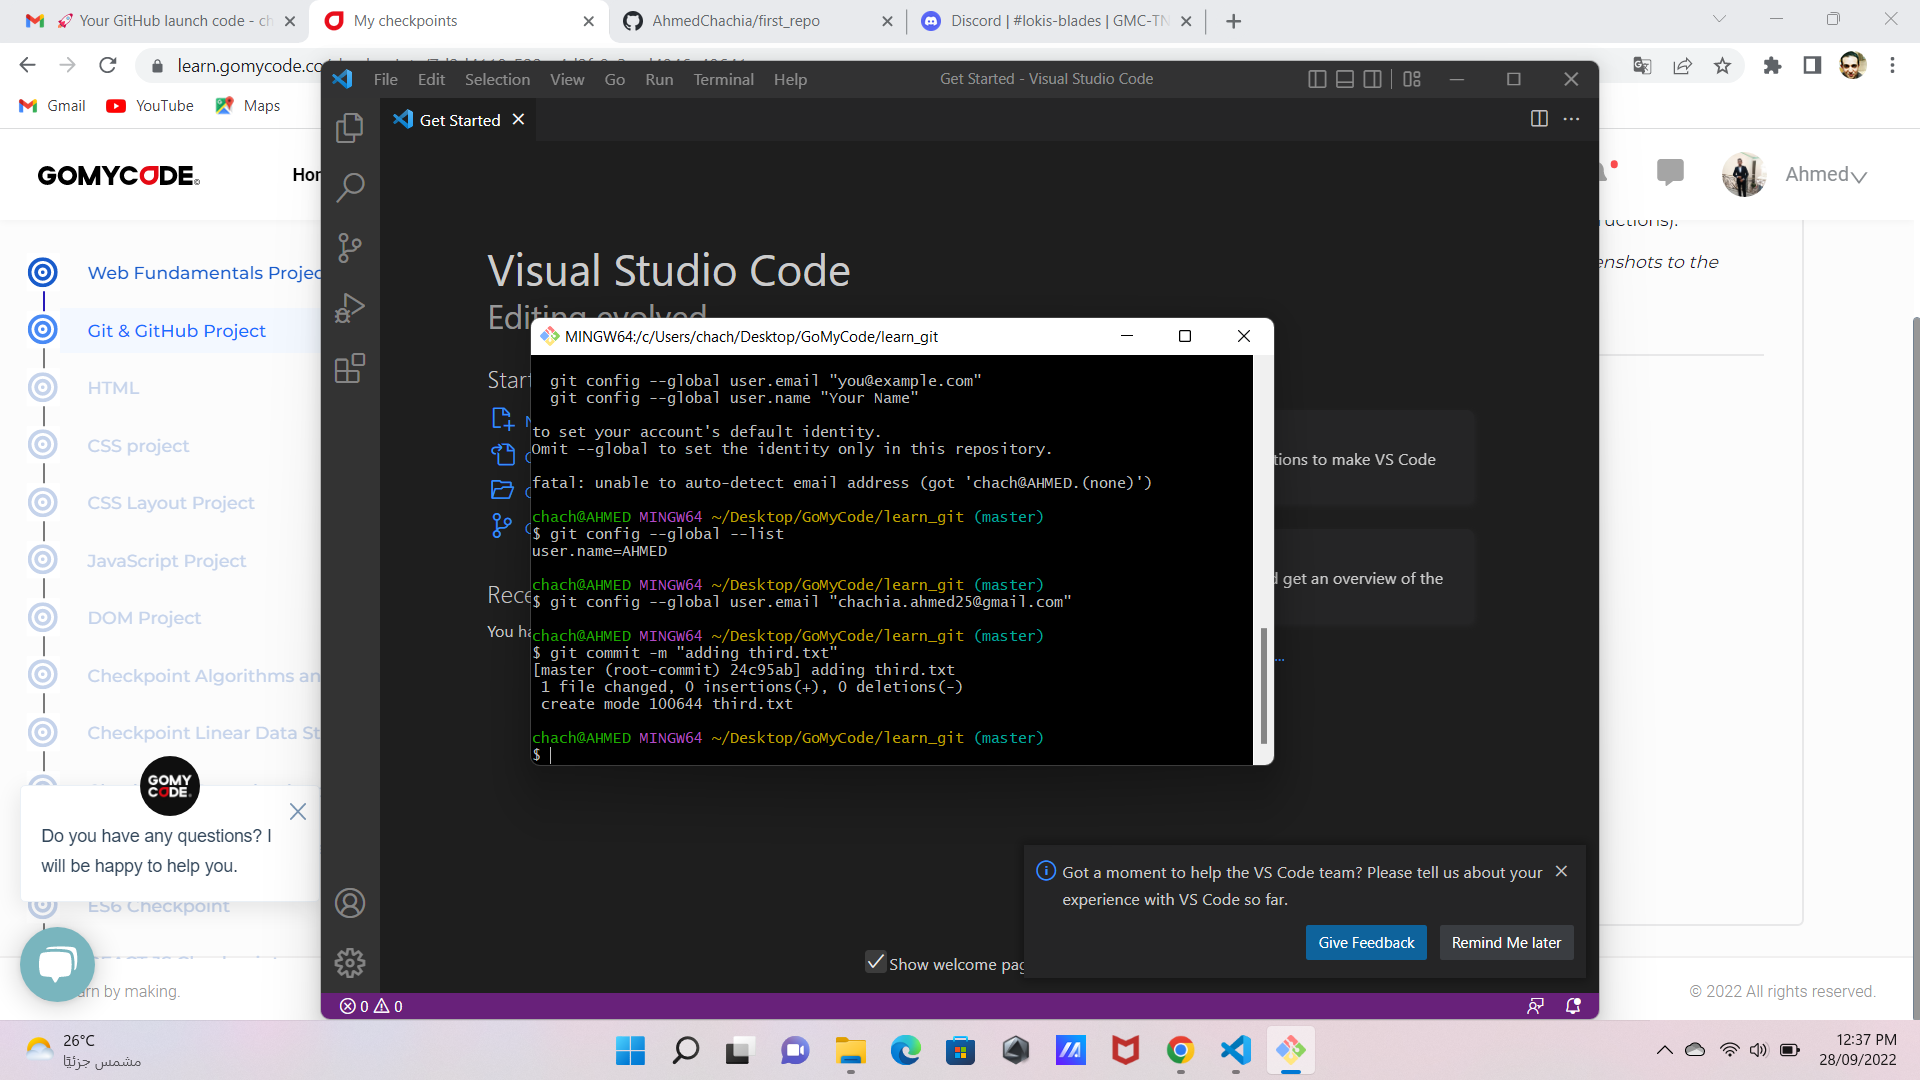 🚀 Your GitHub launch code - ch
My checkpoints
AhmedChachia/first_repo
Discord | #lokis-blades | GMC-TN
learn.gomycode.co
Gmail
YouTube
Maps
File Edit Selection View Go Run Terminal Help
Get Started - Visual Studio Code
Get Started
GOMYCODE
Hom
Ahmed
Web Fundamentals Projec
Git & GitHub Project
HTML
CSS project
CSS Layout Project
JavaScript Project
DOM Project
Checkpoint Algorithms an
Checkpoint Linear Data St
ES6 Checkpoint
ructions).
enshots to the
Visual Studio Code
Editing evolved
Start
Rece
You ha
tions to make VS Code
d get an overview of the
MINGW64:/c/Users/chach/Desktop/GoMyCode/learn_git
git config --global user.email "you@example.com"
git config --global user.name "Your Name"
to set your account's default identity.
Omit --global to set the identity only in this repository.
fatal: unable to auto-detect email address (got 'chach@AHMED.(none)')
chach@AHMED MINGW64 ~/Desktop/GoMyCode/learn_git (master)
$ git config --global --list
user.name=AHMED
chach@AHMED MINGW64 ~/Desktop/GoMyCode/learn_git (master)
$ git config --global user.email "chachia.ahmed25@gmail.com"
chach@AHMED MINGW64 ~/Desktop/GoMyCode/learn_git (master)
$ git commit -m "adding third.txt"
[master (root-commit) 24c95ab] adding third.txt
1 file changed, 0 insertions(+), 0 deletions(-)
create mode 100644 third.txt
chach@AHMED MINGW64 ~/Desktop/GoMyCode/learn_git (master)
$
GOMY
CODE
Do you have any questions? I
will be happy to help you.
arn by making.
Got a moment to help the VS Code team? Please tell us about your
experience with VS Code so far.
Give Feedback
Remind Me later
Show welcome pag
0 0
© 2022 All rights reserved.
26°C
مشمس جزئيًا
12:37 PM
28/09/2022